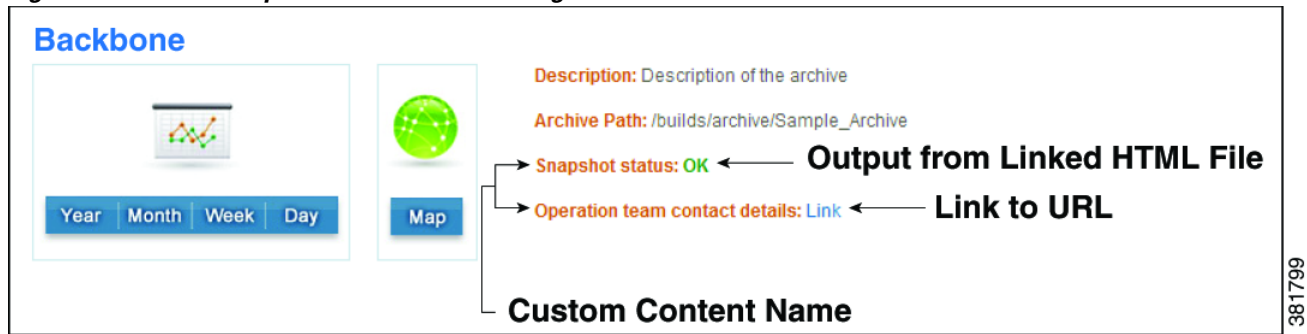 Backbone
Description: Description of the archive
Archive Path: /builds/archive/Sample_Archive
Snapshot status: OK
Output from Linked HTML File
Year Month Week Day
Map
Operation team contact details: Link
Link to URL
Custom Content Name
381799